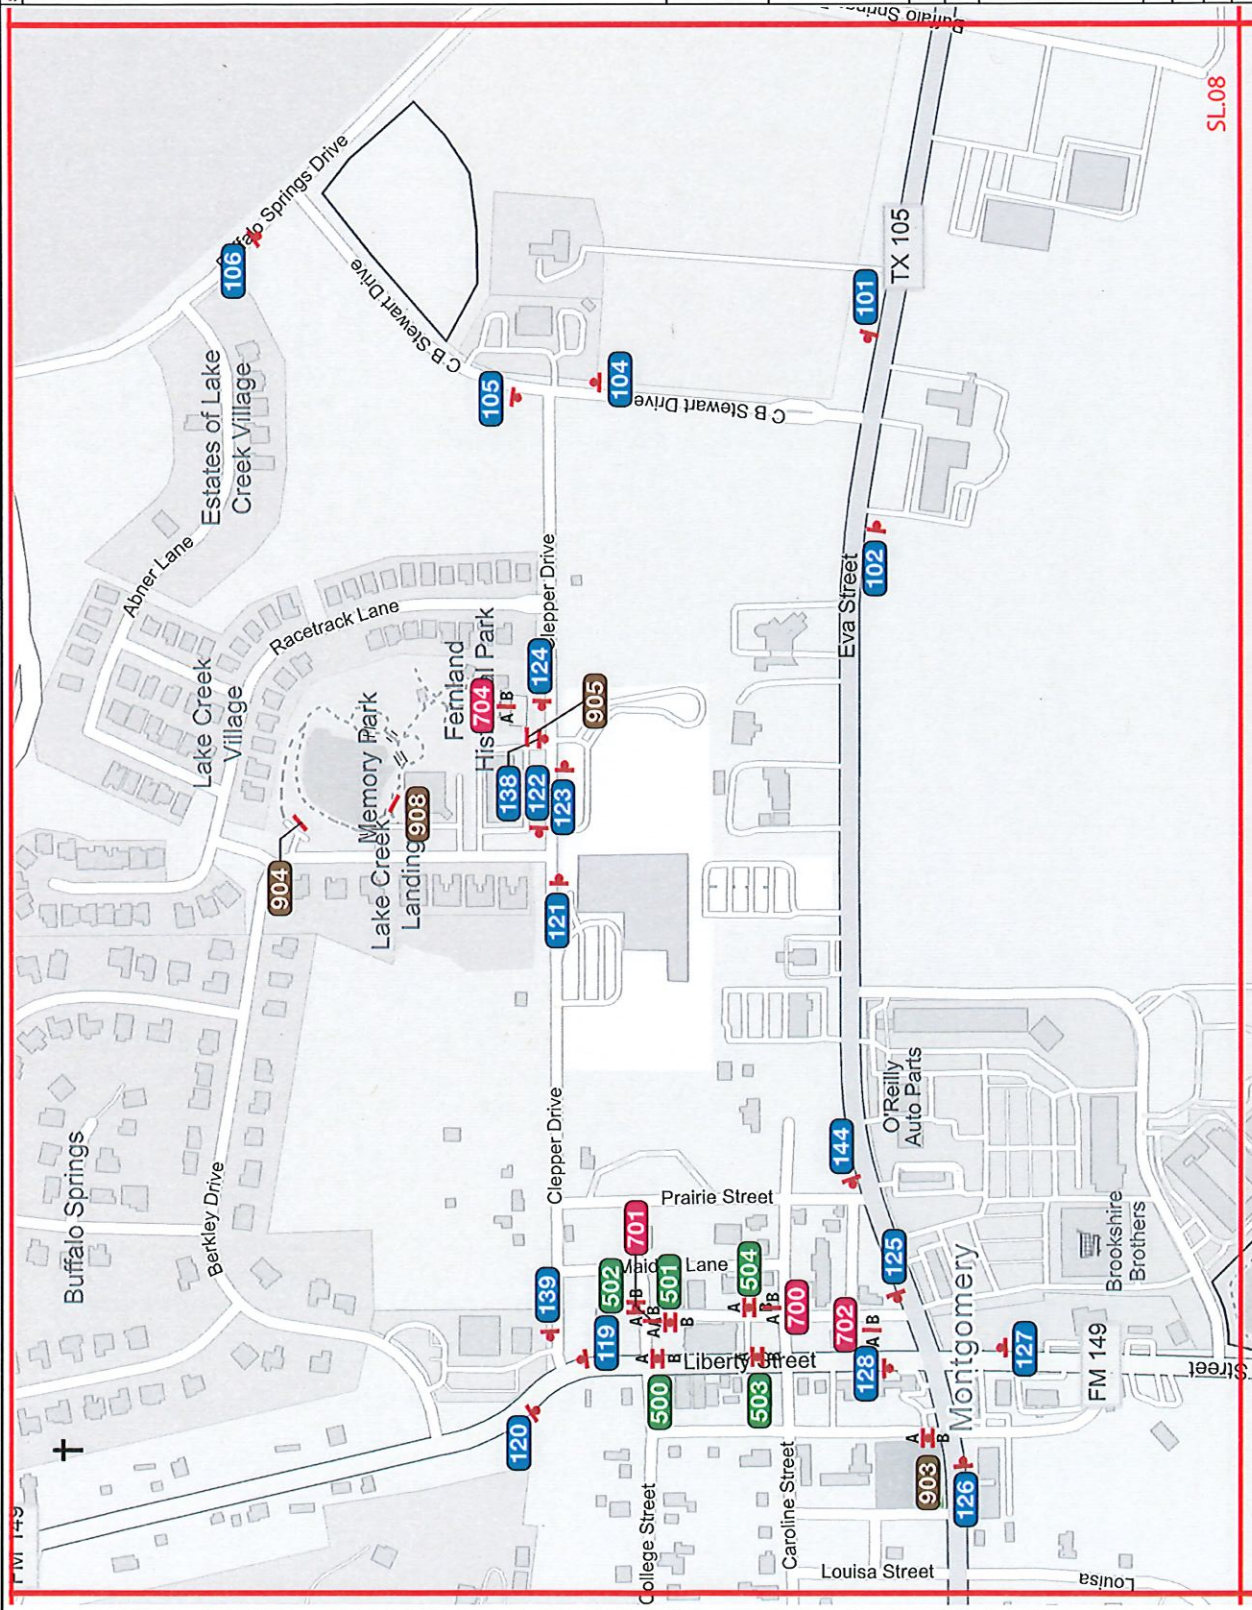 Buffalo Springs
SL.08
TX 105
Buffalo Springs Drive
106
C B Stewart Drive
101
105
104
C B Stewart Drive
Estates of Lake
Creek Village
Abner Lane
Racetrack Lane
Clepper Drive
Eva Street
102
Lake Creek
Village
Memory Park
Fernland
704
A
B
124
905
138
122
123
908
904
Lake Creek
Landing
121
Buffalo Springs
Berkley Drive
Clepper Drive
O'Reilly
Auto Parts
144
Prairie Street
701
Lane
502
501
504
A
B
A
B
A
B
A
B
700
702
A
B
125
Montgomery
Brookshire
Brothers
139
119
A
B
Liberty Street
A
B
128
127
FM 149
Street
500
503
120
A
B
903
126
College Street
Caroline Street
Louisa Street
Louisa
FM 149